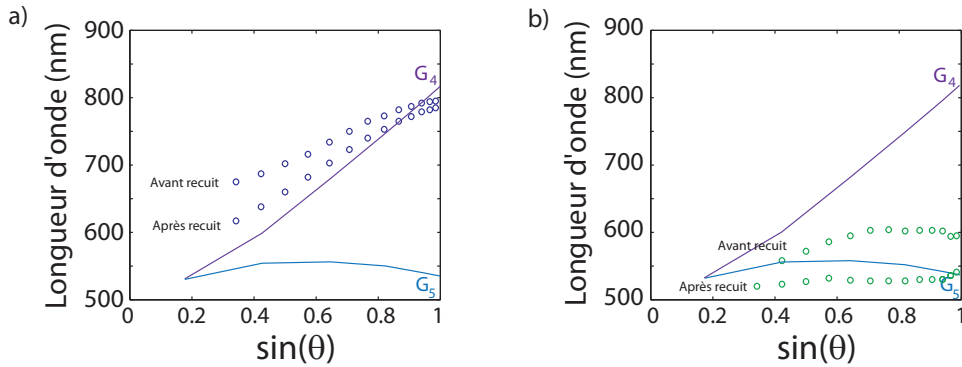 a)
Longueur d'onde (nm)
900
800
700
600
500
0
0.2
0.4
0.6
0.8
1
sin(θ)
G4
G5
Avant recuit
Après recuit
b)
Longueur d'onde (nm)
900
800
700
600
500
0
0.2
0.4
0.6
0.8
1
sin(θ)
G4
G5
Avant recuit
Après recuit